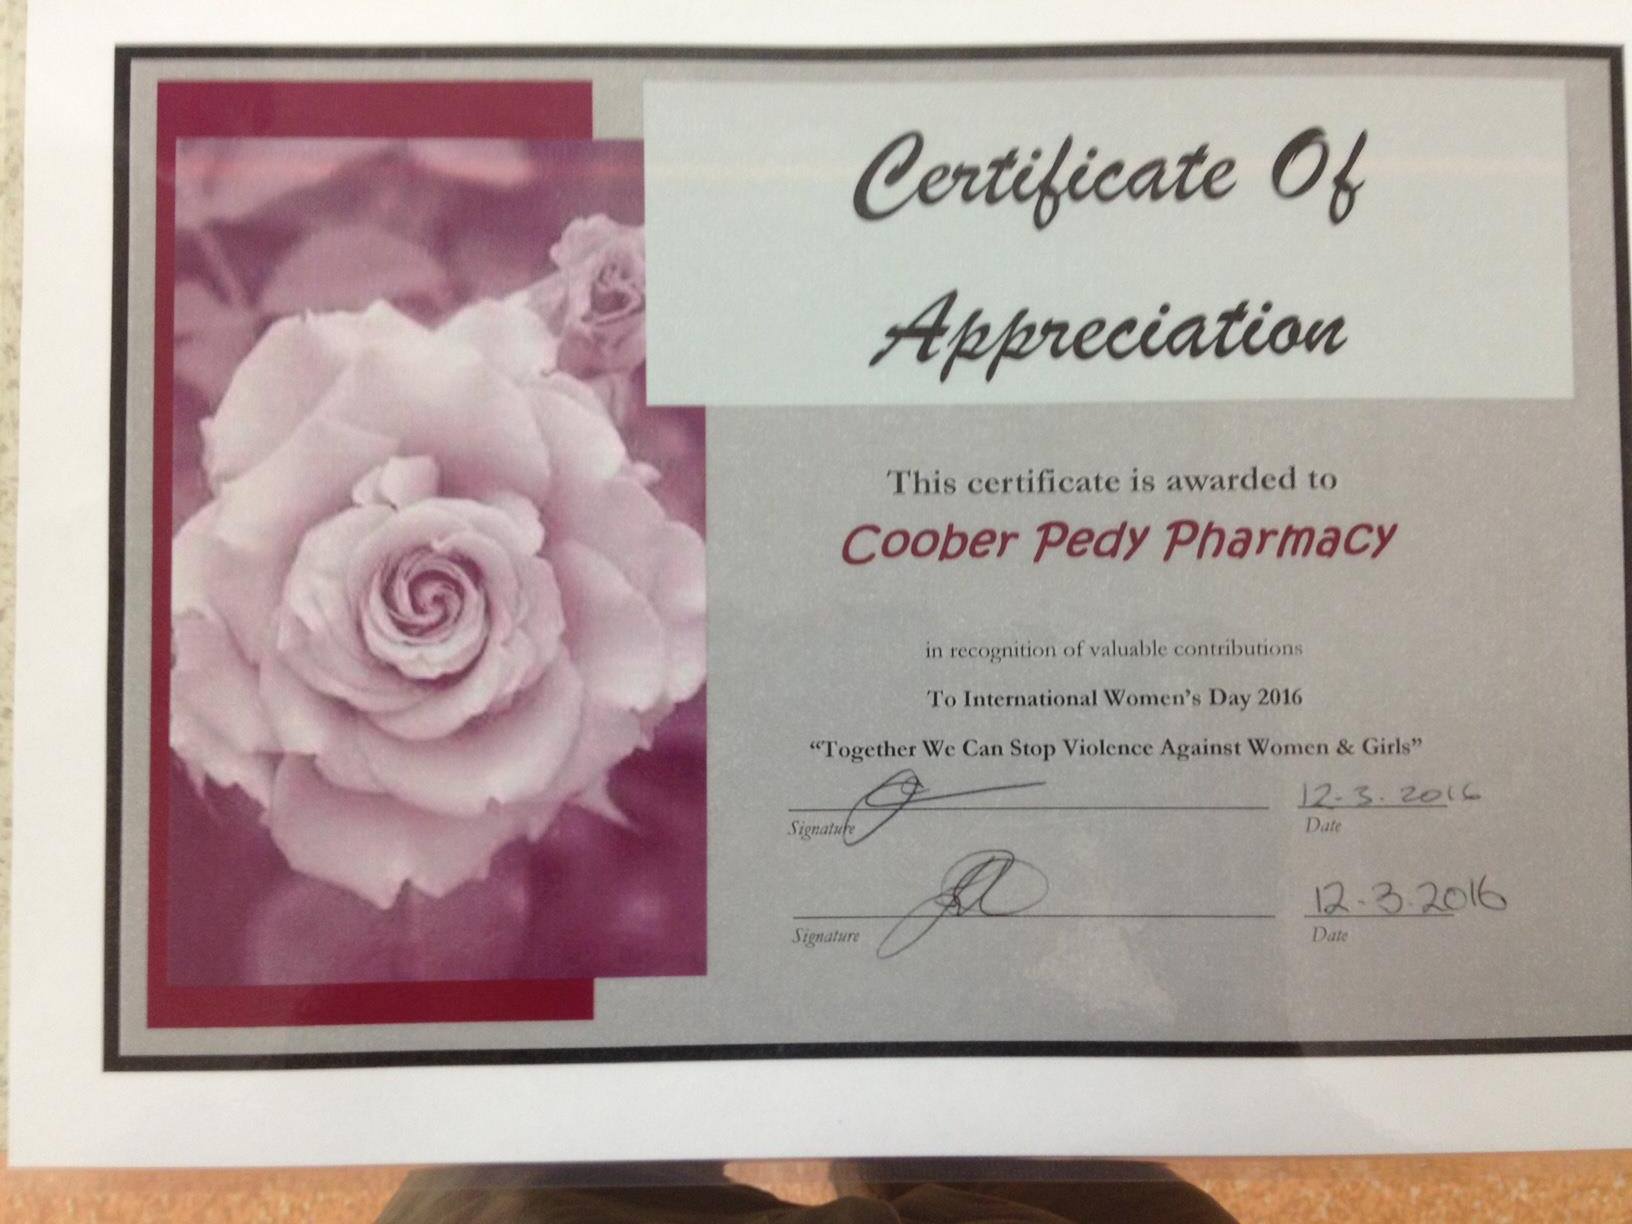 Certificate Of
Appreciation
This certificate is awarded to
Coober Pedy Pharmacy
in recognition of valuable contributions
To International Women's Day 2016
“Together We Can Stop Violence Against Women & Girls”
12-3.2016
Signature Date
12-3.2016
Signature Date